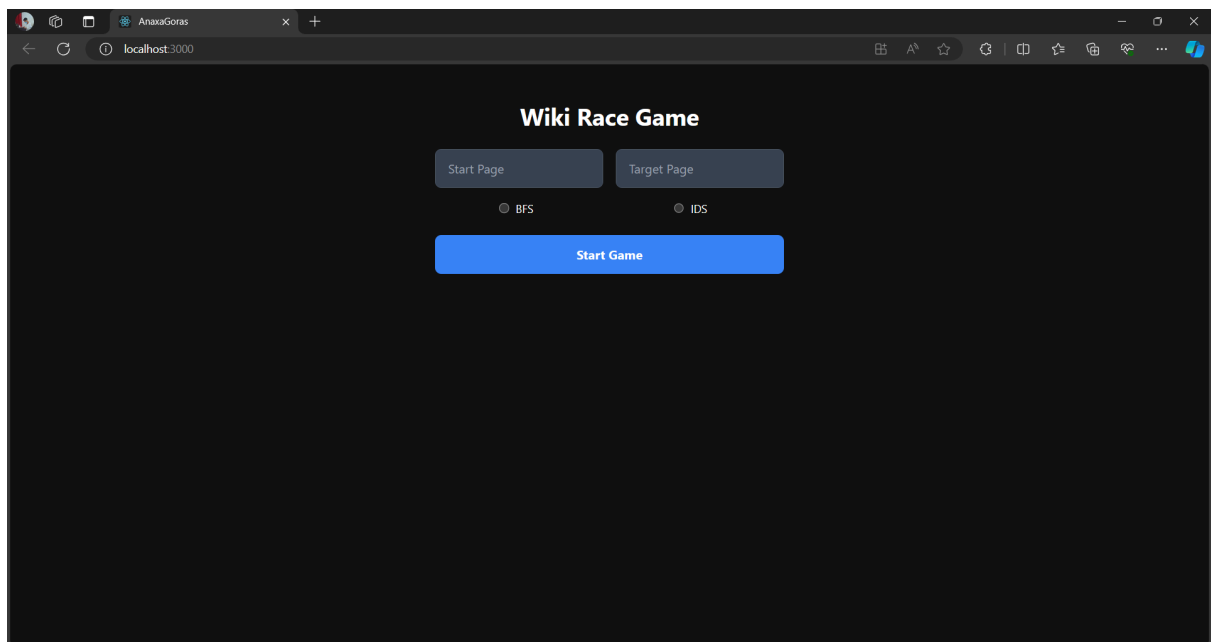 AnaxaGoras
localhost:3000
Wiki Race Game
Start Page
Target Page
BFS
IDS
Start Game